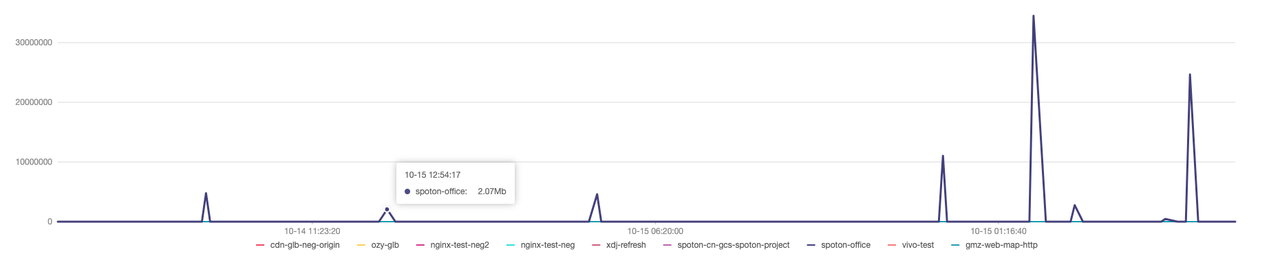 30000000
20000000
10000000
0
10-15 12:54:17
spoton-office: 2.07Mb
10-14 11:23:20 10-15 06:20:00 10-15 01:16:40
cdn-glb-neg-origin ozy-glb nginx-test-neg2 nginx-test-neg xdj-refresh spoton-cn-gcs-spoton-project spoton-office vivo-test gmz-web-map-http